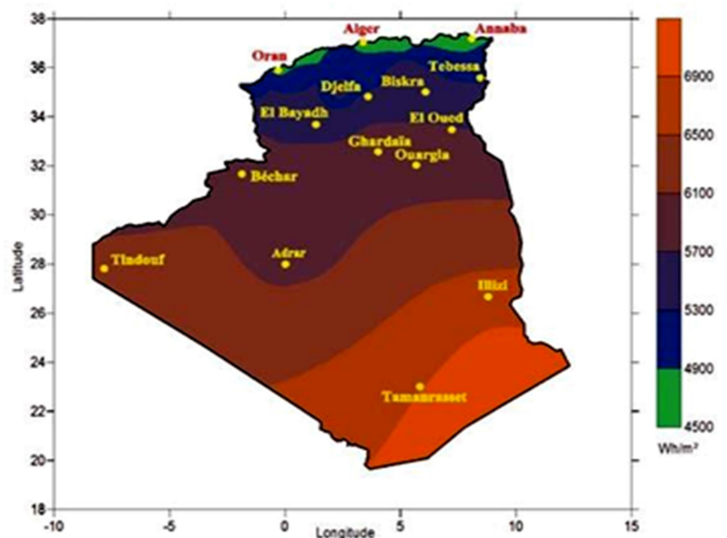 38
36
34
32
30
28
26
24
22
20
18
Latitude
-10
-5
0
5
10
15
Longitude
Alger
Annaba
Oran
Tebessa
Djelfa
Biskra
El Bayadh
El Oued
Ghardaïa
Ouargla
Béchar
Tindouf
Adrar
Illizi
Tamanrasset
6900
6500
6100
5700
5300
4900
4500
Wh/m²